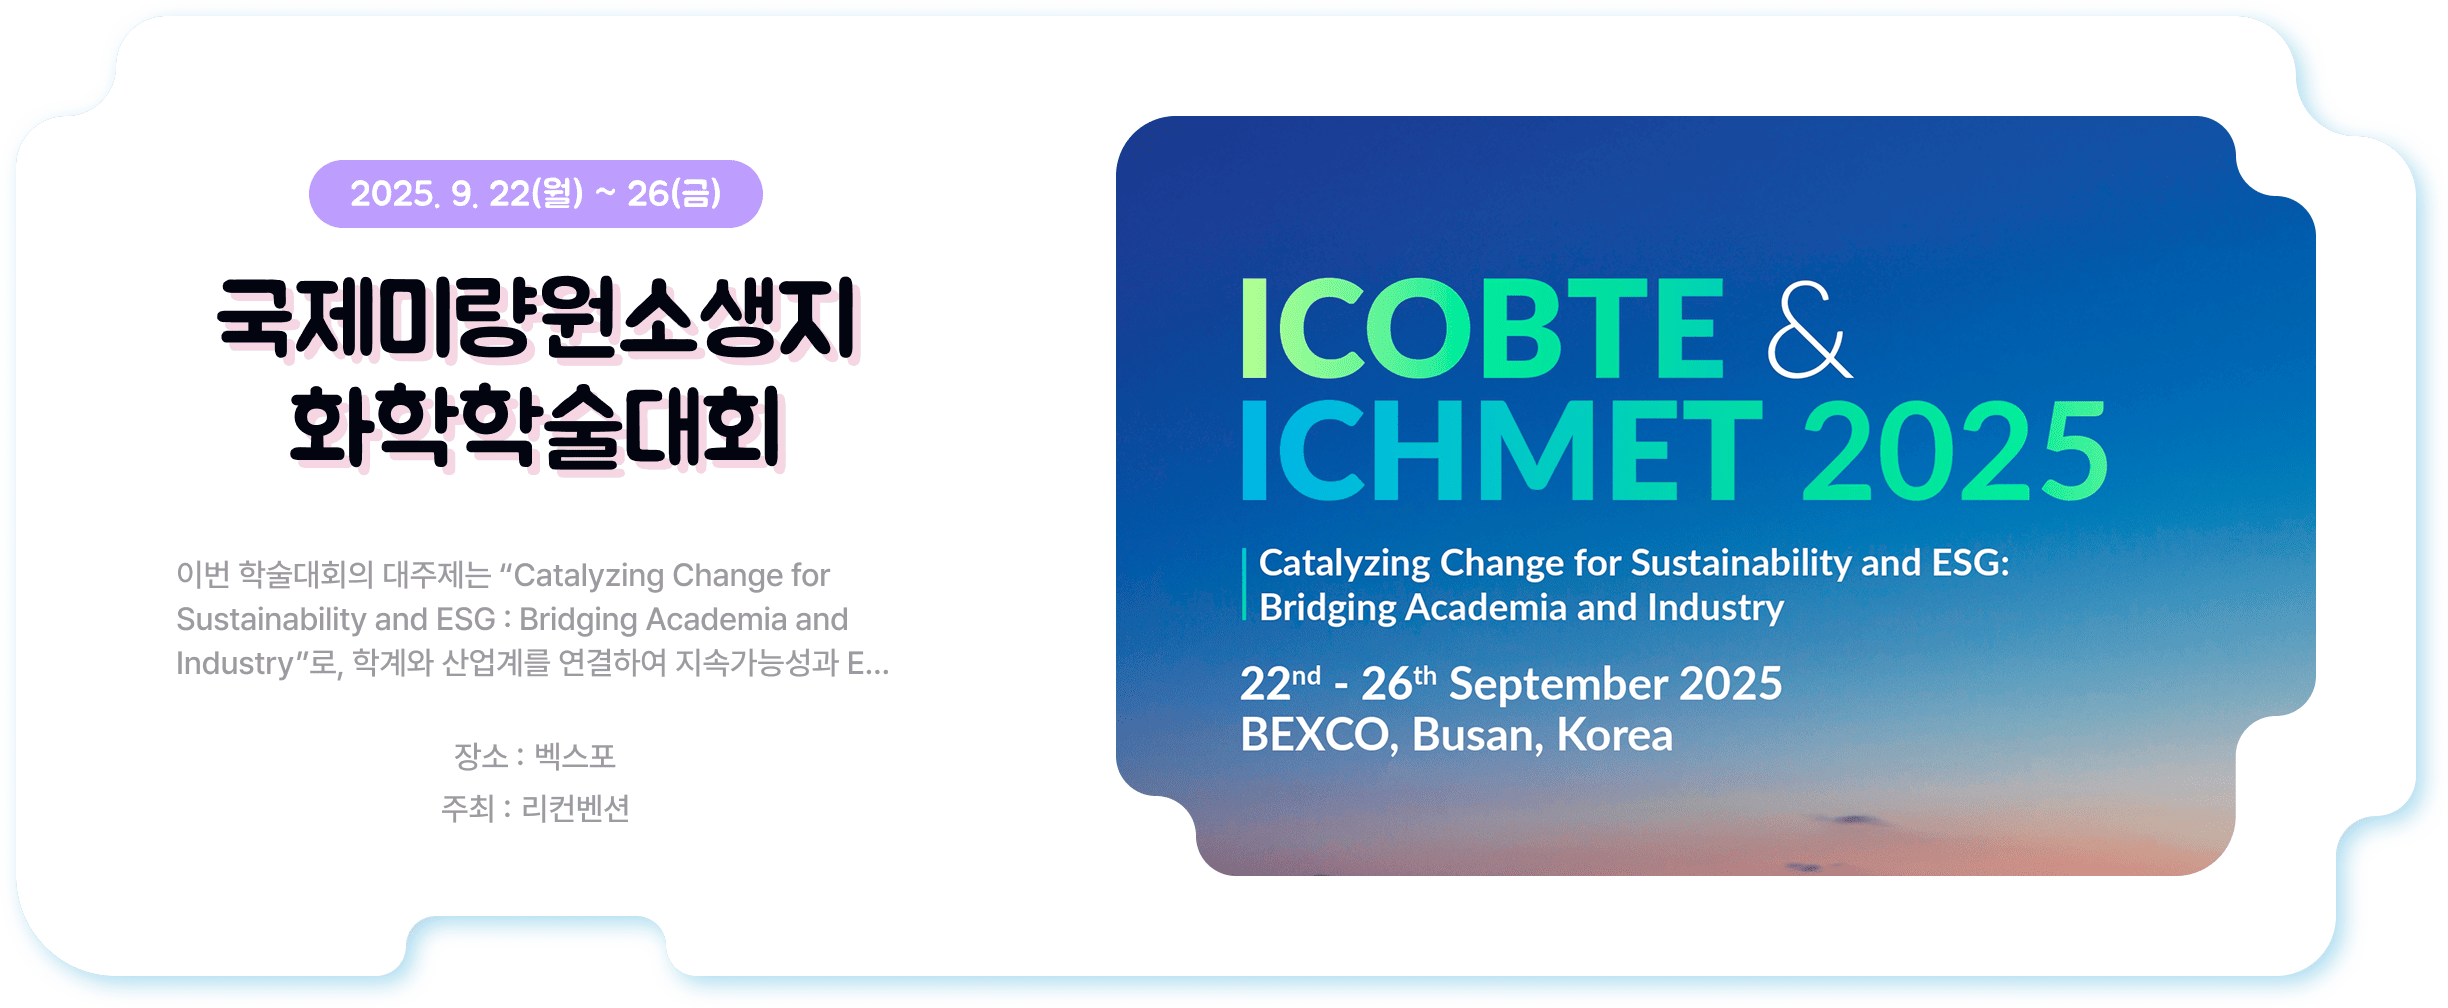 2025. 9. 22(월) ~ 26(금)
국제미량원소생지
화학학술대회
이번 학술대회의 대주제는 “Catalyzing Change for
Sustainability and ESG : Bridging Academia and
Industry”로, 학계와 산업계를 연결하여 지속가능성과 E...
장소 : 벡스포
주최 : 리컨벤션
ICOBTE &
ICHMET 2025
Catalyzing Change for Sustainability and ESG:
Bridging Academia and Industry
22nd - 26th September 2025
BEXCO, Busan, Korea